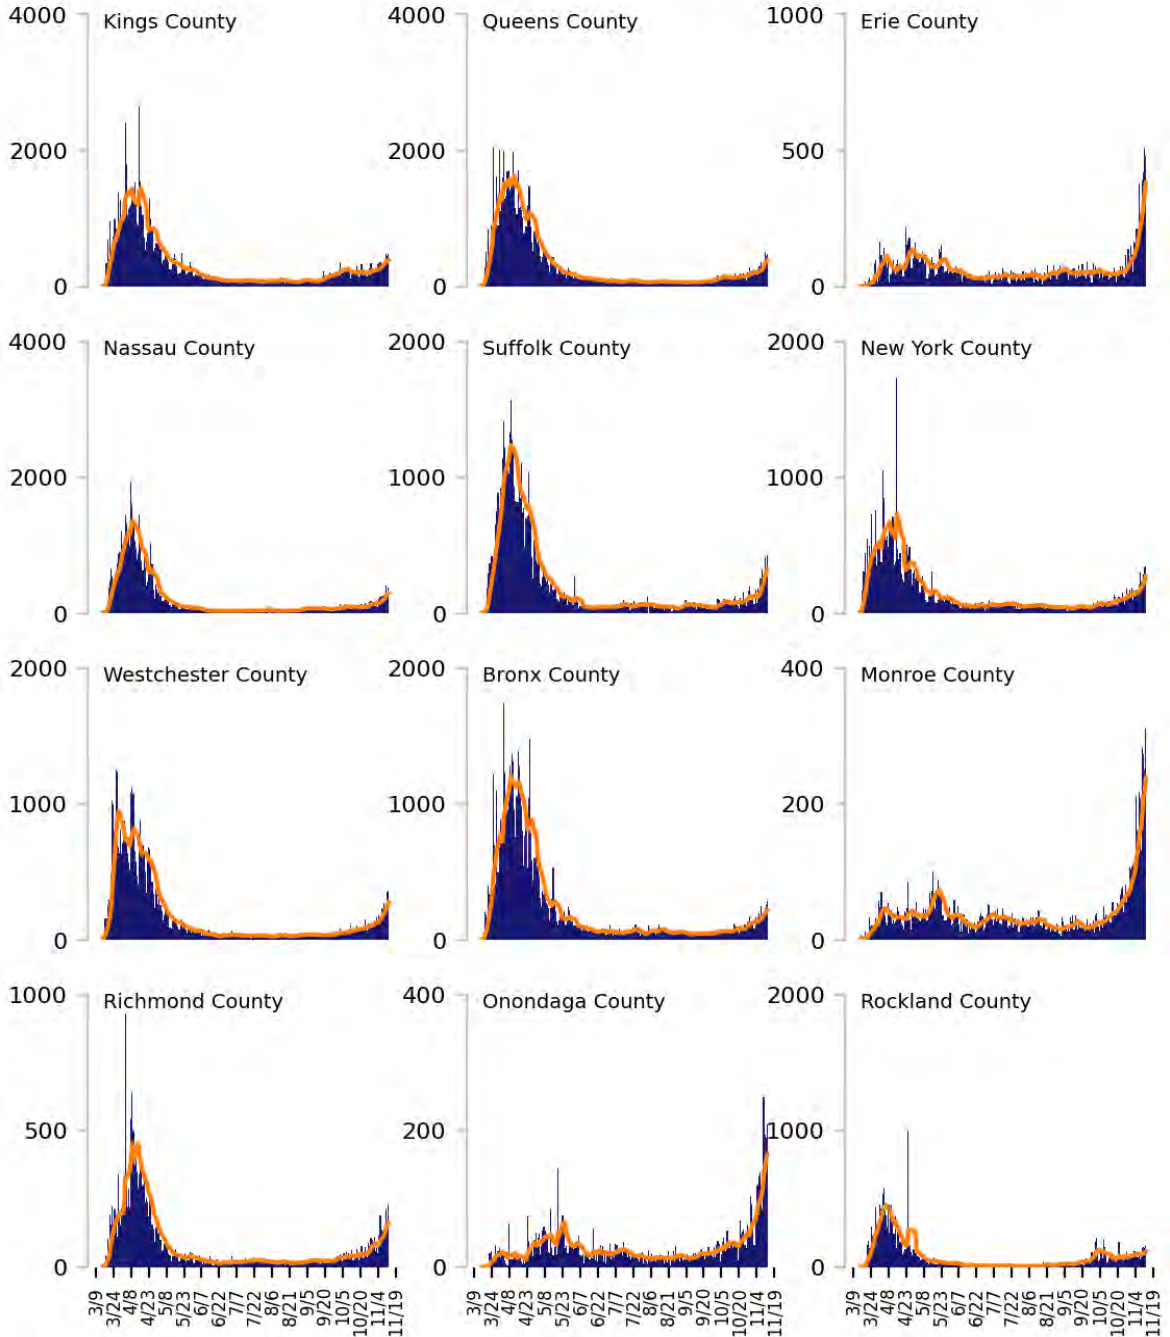 4000 Kings County 4000 Queens County 1000 Erie County
2000 2000 500
0 0 0
4000 Nassau County 2000 Suffolk County 2000 New York County
2000 1000 1000
0 0 0
2000 Westchester County 2000 Bronx County 400 Monroe County
1000 1000 200
0 0 0
1000 Richmond County 400 Onondaga County 2000 Rockland County
500 200 1000
0 0 0
3/9 3/24 4/8 4/23 5/8 5/23 6/7 6/22 7/7 7/22 8/6 8/21 9/5 9/20 10/5 10/20 11/4 11/19 3/9 3/24 4/8 4/23 5/8 5/23 6/7 6/22 7/7 7/22 8/6 8/21 9/5 9/20 10/5 10/20 11/4 11/19 3/9 3/24 4/8 4/23 5/8 5/23 6/7 6/22 7/7 7/22 8/6 8/21 9/5 9/20 10/5 10/20 11/4 11/19